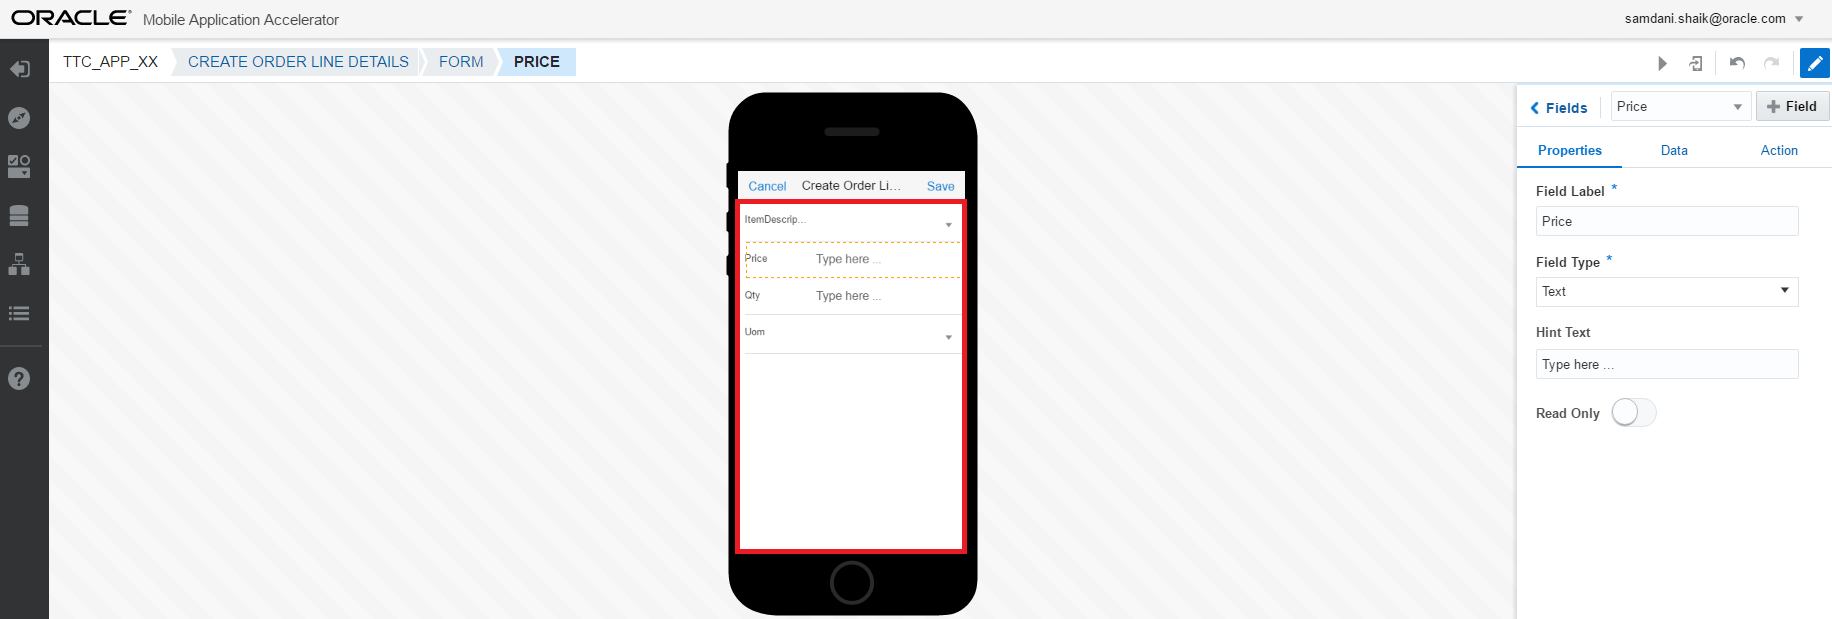 ORACLE® Mobile Application Accelerator
samdani.shaik@oracle.com
TTC_APP_XX CREATE ORDER LINE DETAILS FORM PRICE
Fields Price Field
Properties Data Action
Field Label *
Price
Field Type *
Text
Hint Text
Type here ...
Read Only
Cancel Create Order Li... Save
ItemDescrip...
Price Type here ...
Qty Type here ...
Uom
?